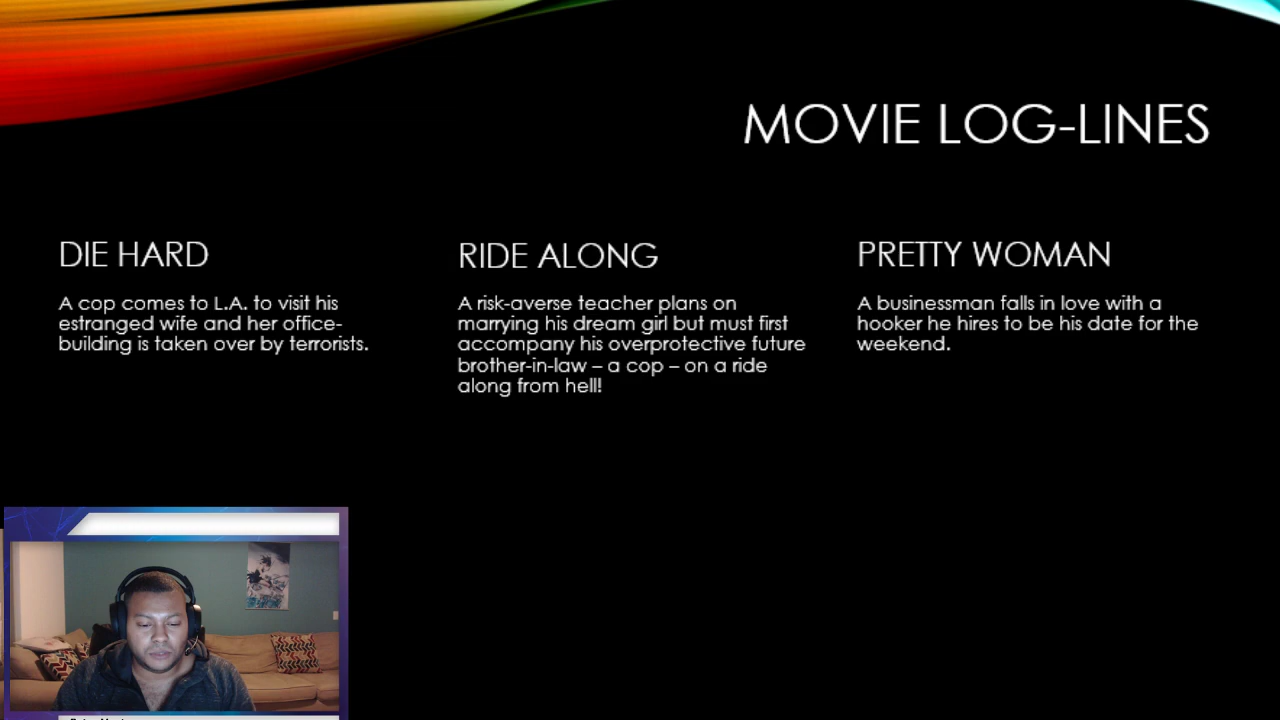 MOVIE LOG-LINES
DIE HARD
A cop comes to L.A. to visit his
estranged wife and her office-
building is taken over by terrorists.
RIDE ALONG
A risk-averse teacher plans on
marrying his dream girl but must first
accompany his overprotective future
brother-in-law – a cop – on a ride
along from hell!
PRETTY WOMAN
A businessman falls in love with a
hooker he hires to be his date for the
weekend.